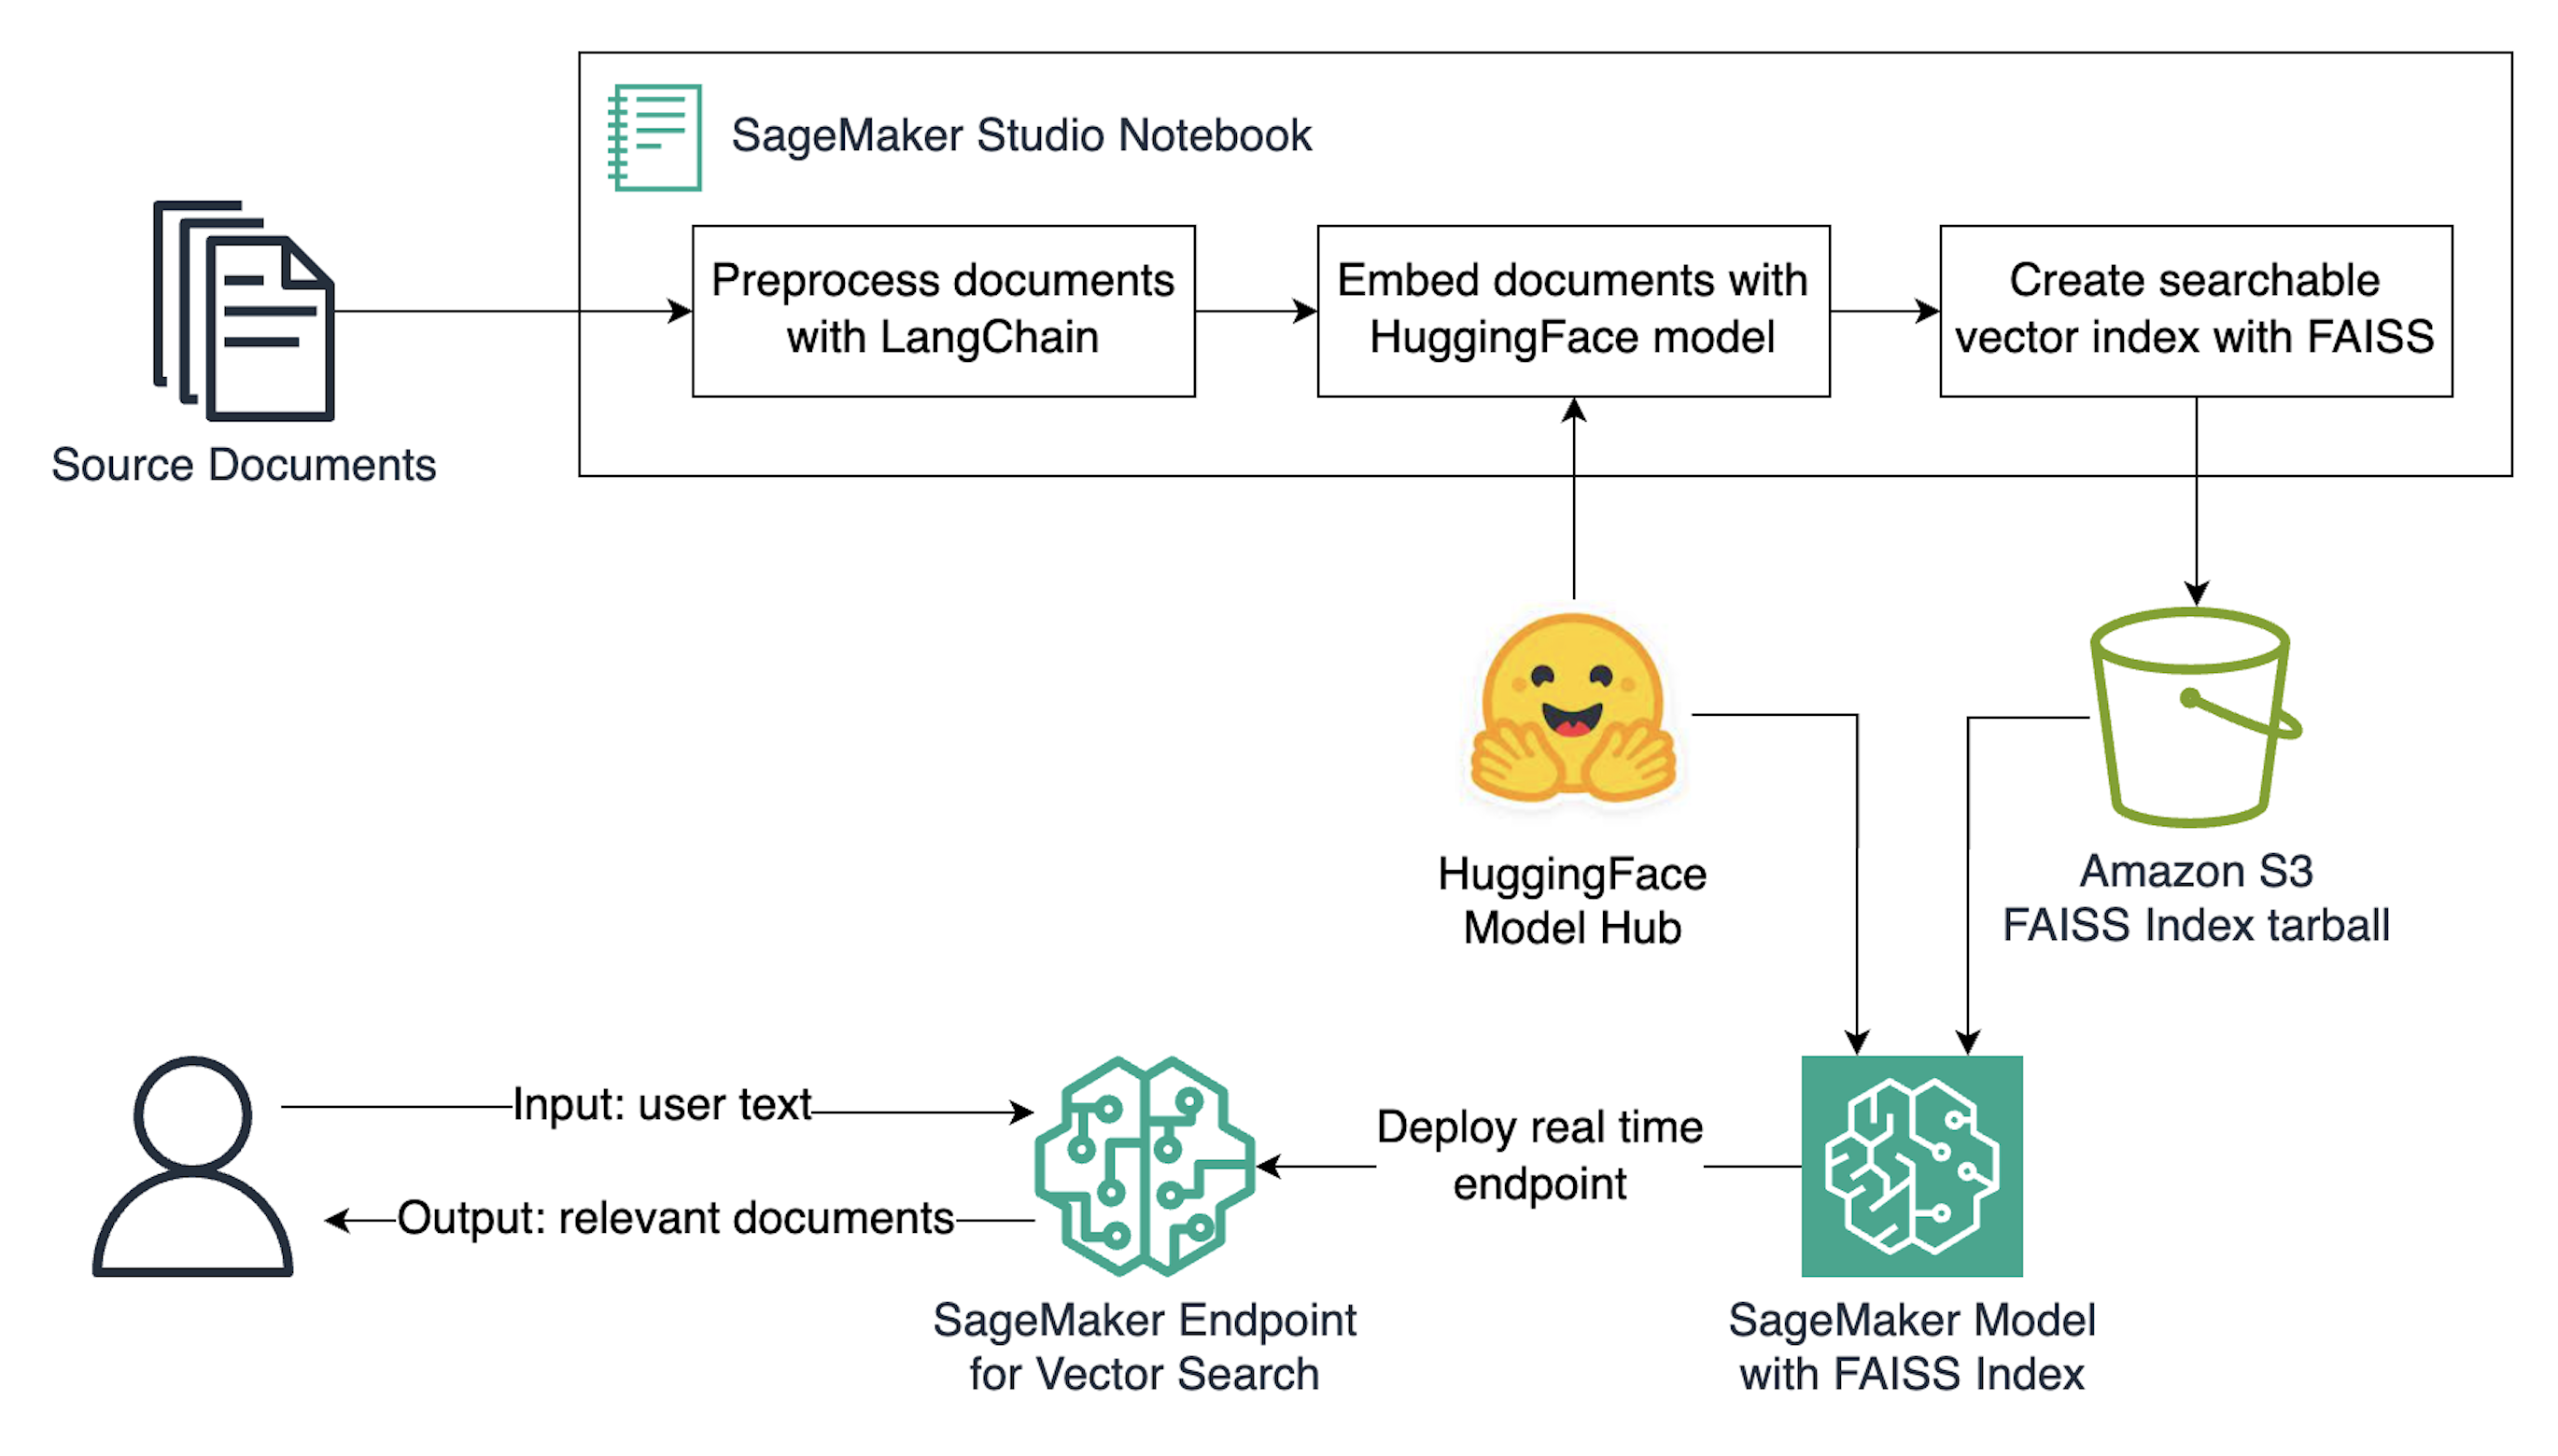 SageMaker Studio Notebook
Preprocess documents
with LangChain
Embed documents with
HuggingFace model
Create searchable
vector index with FAISS
Source Documents
HuggingFace
Model Hub
Amazon S3
FAISS Index tarball
Input: user text
Output: relevant documents
Deploy real time
endpoint
SageMaker Endpoint
for Vector Search
SageMaker Model
with FAISS Index